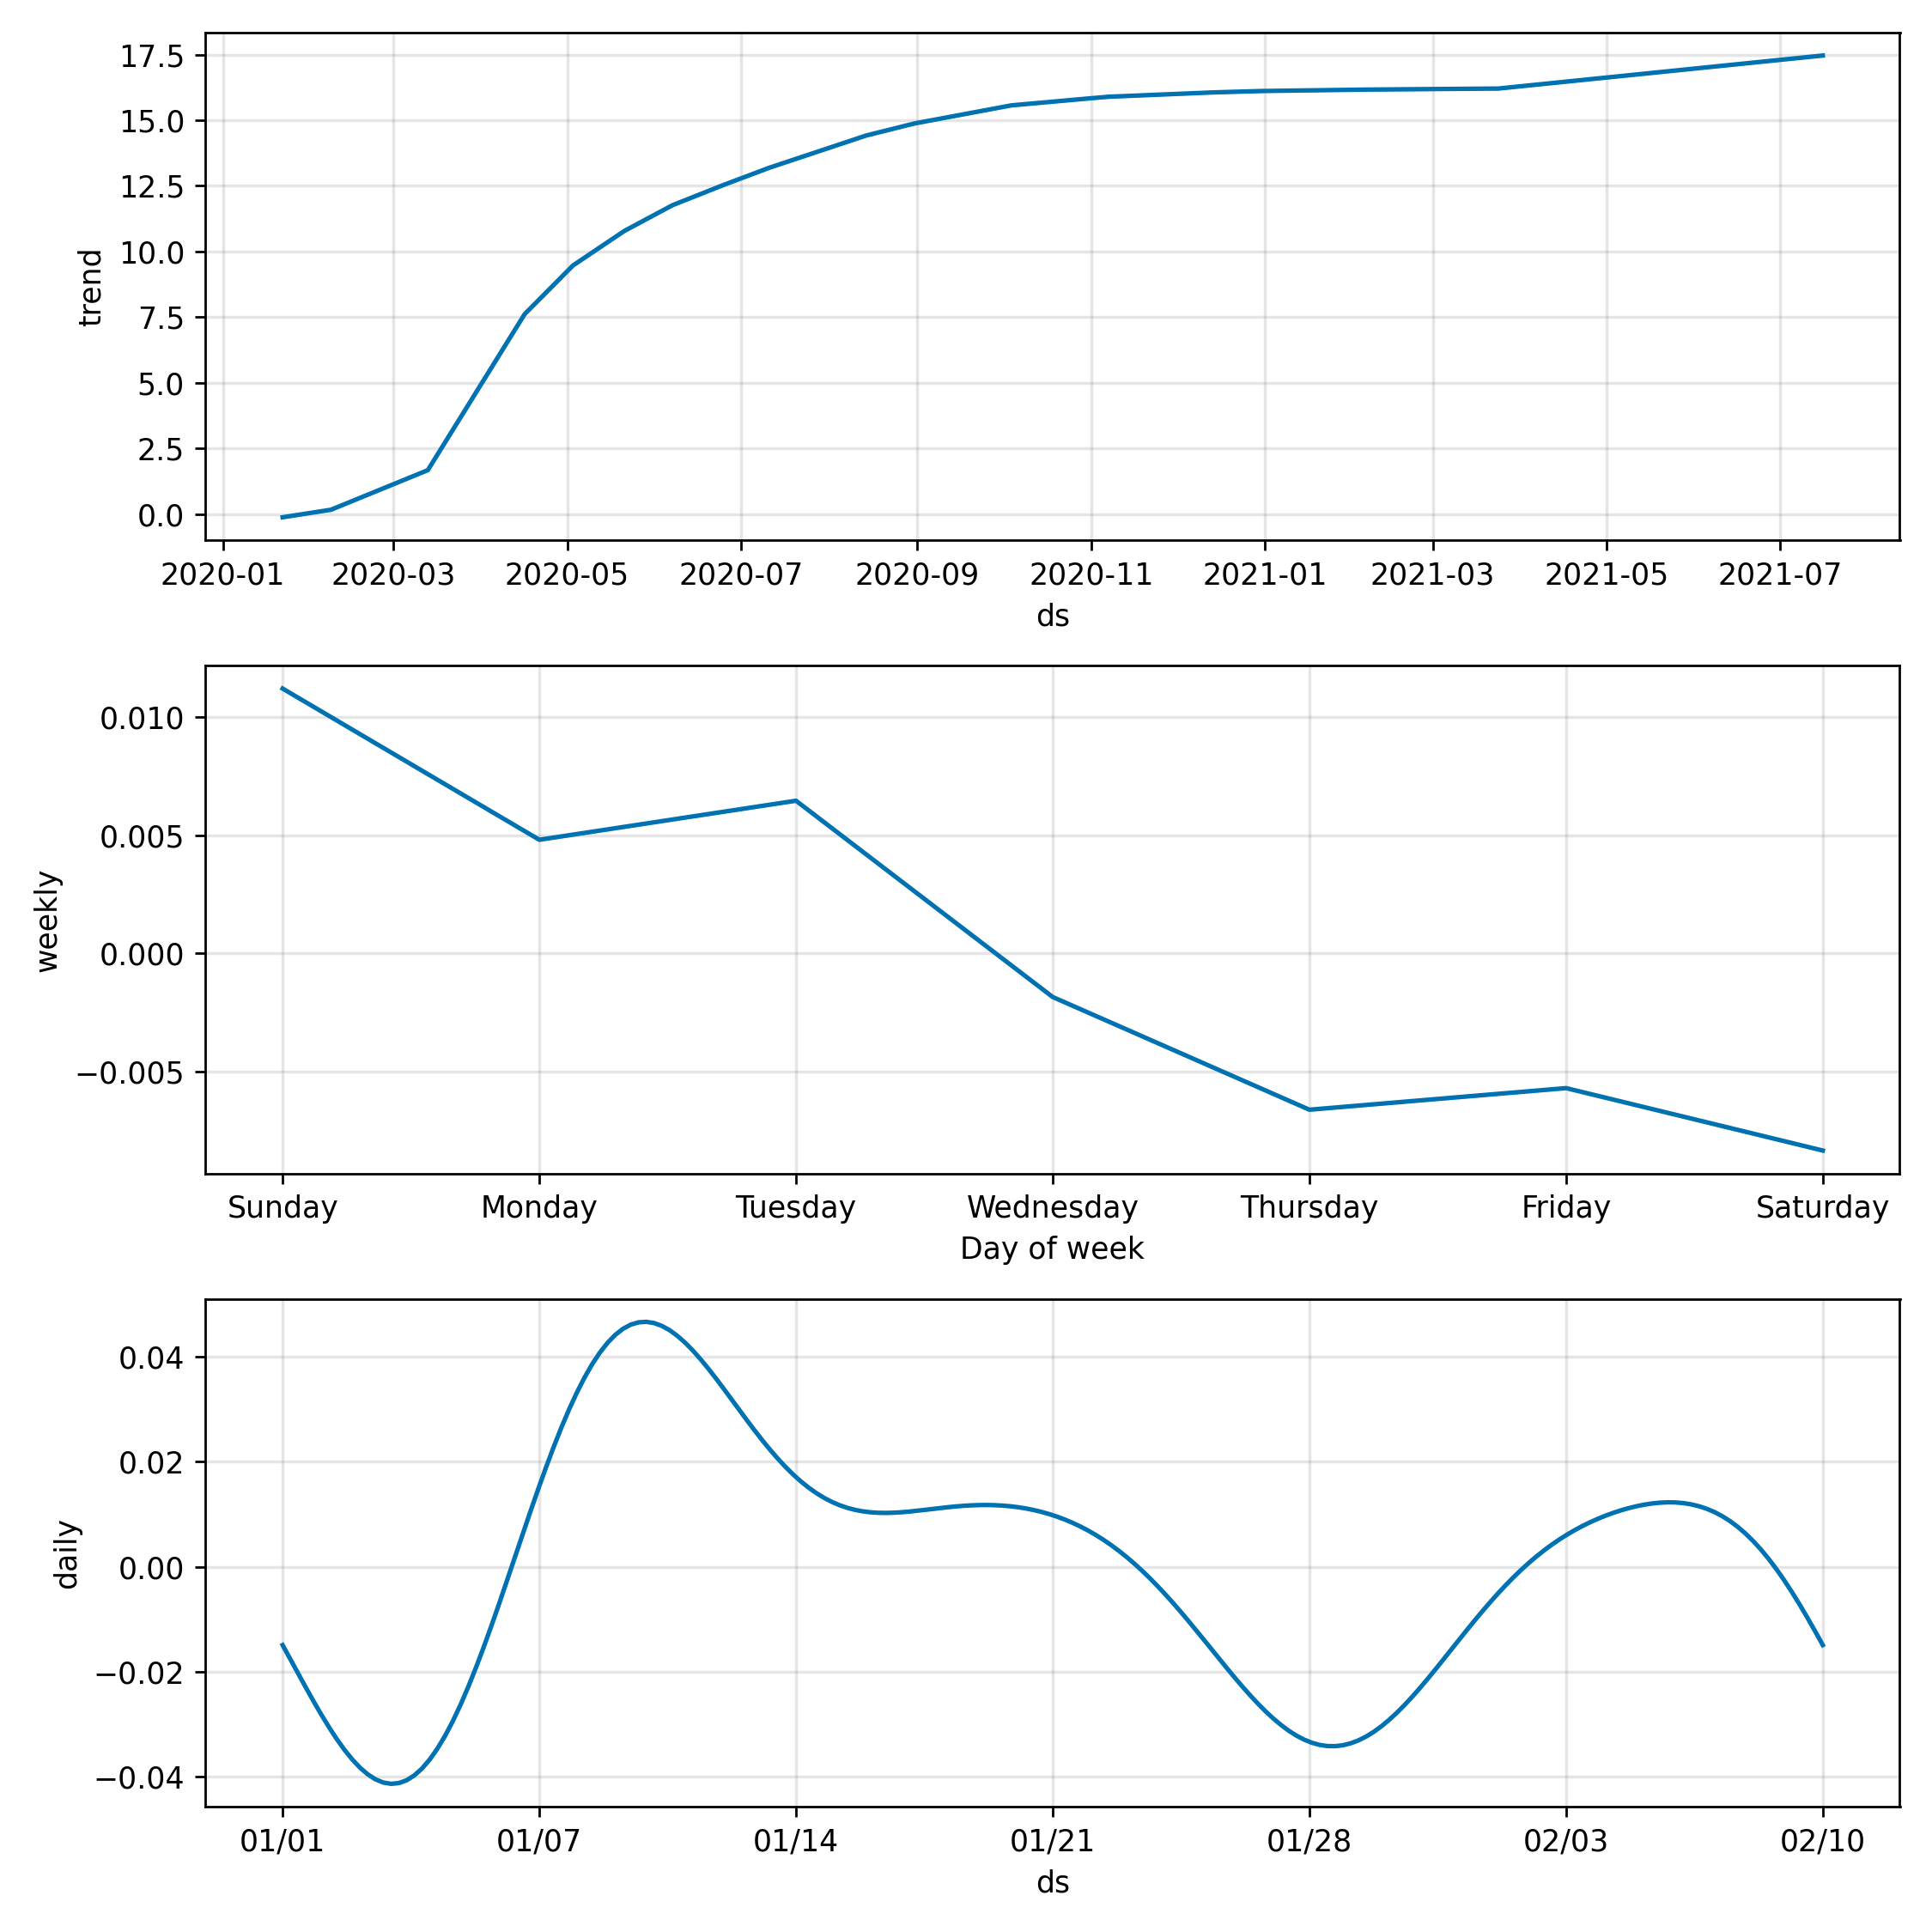 17.5
15.0
12.5
10.0
7.5
5.0
2.5
0.0
trend
2020-01 2020-03 2020-05 2020-07 2020-09 2020-11 2021-01 2021-03 2021-05 2021-07
ds
0.010
0.005
0.000
−0.005
weekly
Sunday Monday Tuesday Wednesday Thursday Friday Saturday
Day of week
0.04
0.02
0.00
−0.02
−0.04
daily
01/01 01/07 01/14 01/21 01/28 02/03 02/10
ds